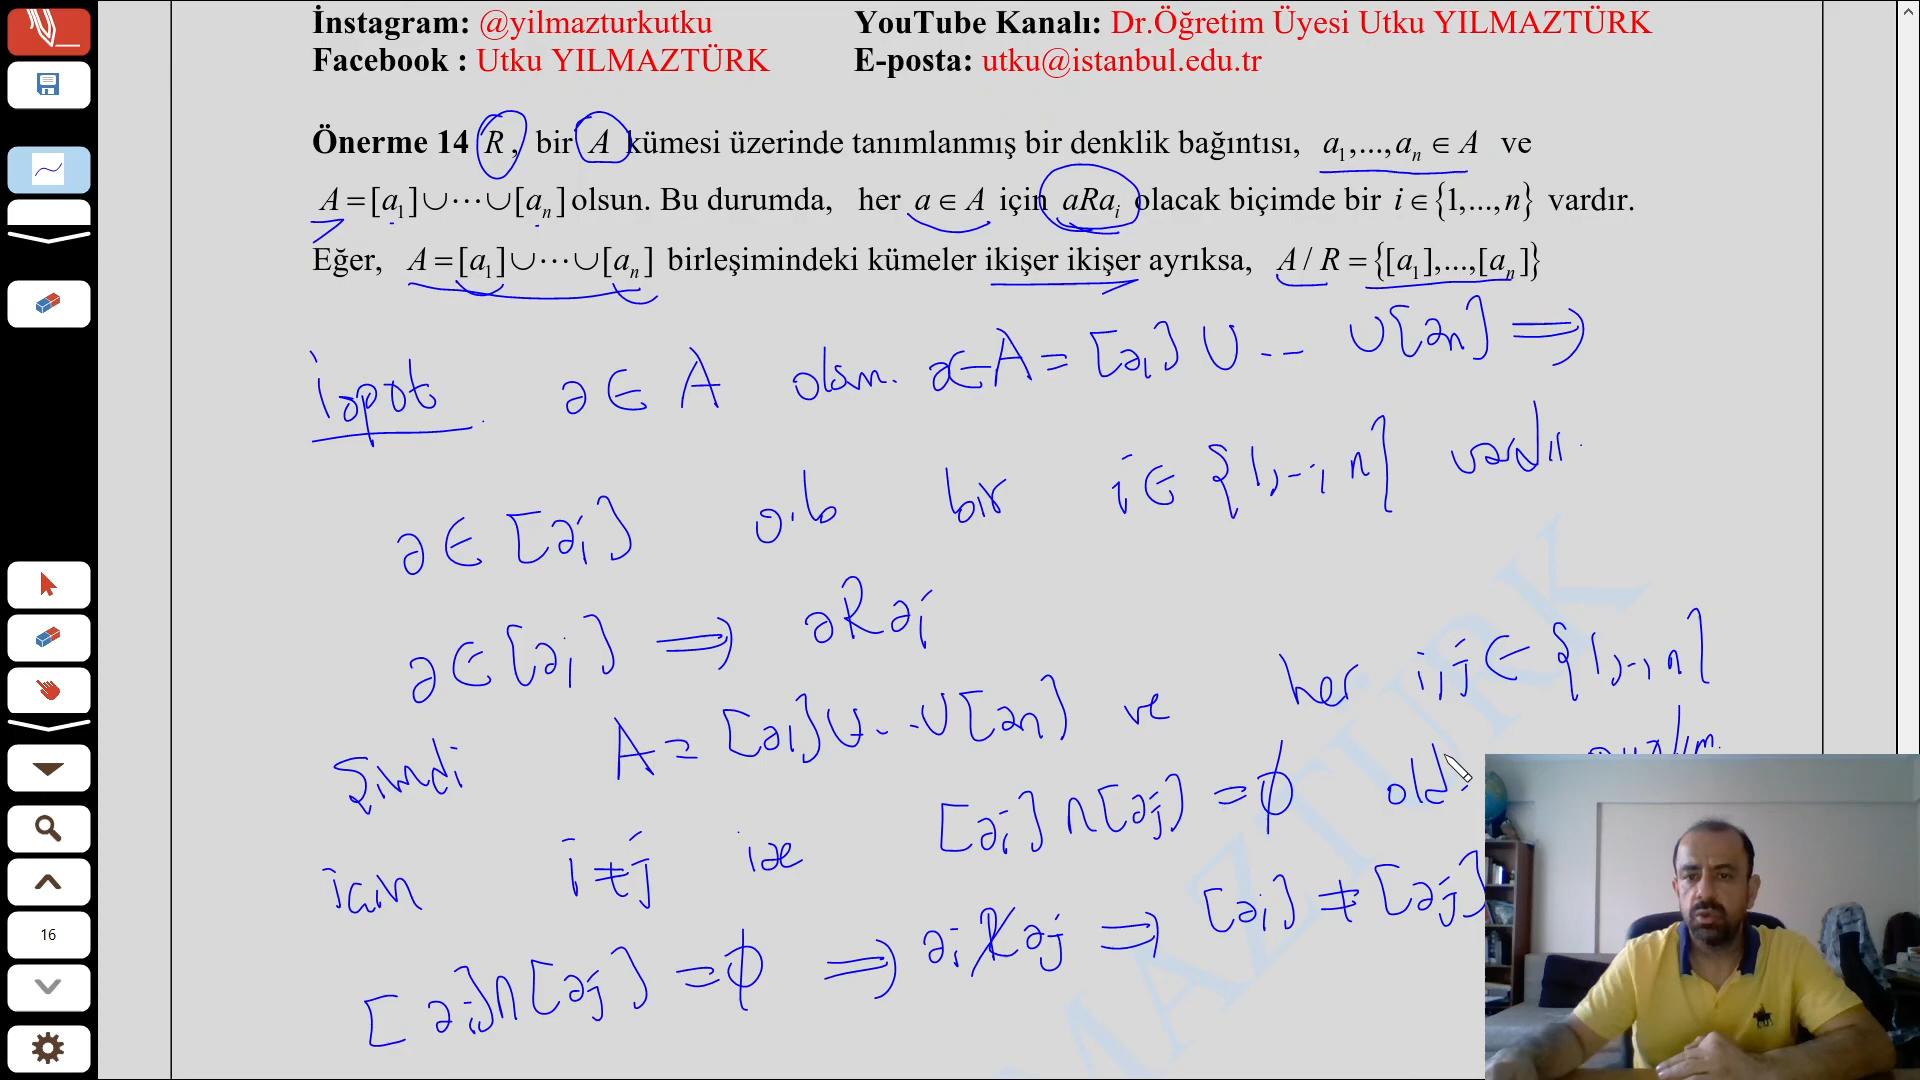 İnstagram: @yilmazturkutku YouTube Kanalı: Dr.Öğretim Üyesi Utku YILMAZTÜRK
Facebook : Utku YILMAZTÜRK E-posta: utku@istanbul.edu.tr
Önerme 14 R, bir A kümesi üzerinde tanımlanmış bir denklik bağıntısı, a₁,...,aₙ ∈ A ve
A = [a₁]∪⋯∪[aₙ] olsun. Bu durumda, her a ∈ A için aRaᵢ olacak biçimde bir i ∈ {1,...,n} vardır.
Eğer, A = [a₁]∪⋯∪[aₙ] birleşimindeki kümeler ikişer ikişer ayrıksa, A / R = {[a₁],...,[aₙ]}
İspat a ∈ A olsun. a ∈ A = [a₁] ∪ ... ∪ [aₙ] ⇒
a ∈ [aᵢ] o.ş. bir i ∈ {1,...,n} vardır.
a ∈ [aᵢ] ⇒ aRaᵢ
Şimdi A = [a₁] ∪ ... ∪ [aₙ] ve her i,j ∈ {1,...,n}
için i ≠ j ise [aᵢ] ∩ [aⱼ] = ∅ old.
[aᵢ] ∩ [aⱼ] = ∅ ⇒ aᵢ R̸ aⱼ ⇒ [aᵢ] ≠ [aⱼ]
MAZTÜRK
16